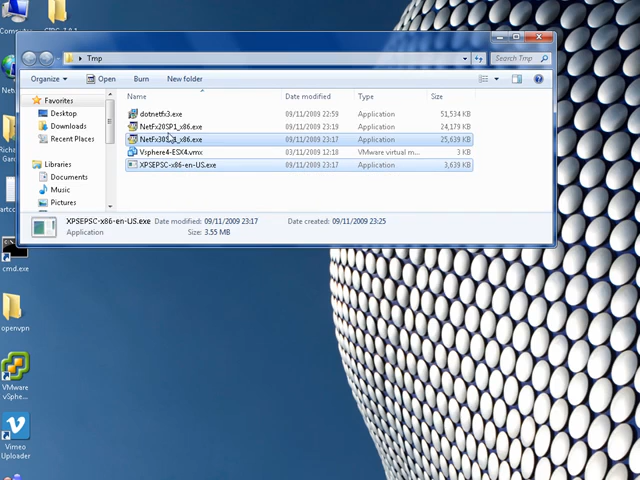 Tmp
Search Tmp
Organize
Open
Burn
New folder
Favorites
Desktop
Downloads
Recent Places
Libraries
Documents
Music
Pictures
Name
Date modified
Type
Size
dotnetfx3.exe 09/11/2009 22:59 Application 51,534 KB
NetFx20SP1_x86.exe 09/11/2009 23:19 Application 24,179 KB
09/11/2009 23:17 Application 25,639 KB
Vsphere4-ESX4.vmx 03/11/2009 12:18 VMware virtual m... 3 KB
XPSEPSC-x86-en-US.exe 09/11/2009 23:17 Application 3,639 KB
XPSEPSC-x86-en-US.exe Date modified: 09/11/2009 23:17 Date created: 09/11/2009 23:25
Application Size: 3.55 MB
cmd.exe
openvpn
VMware
vSphe...
Vimeo
Uploader